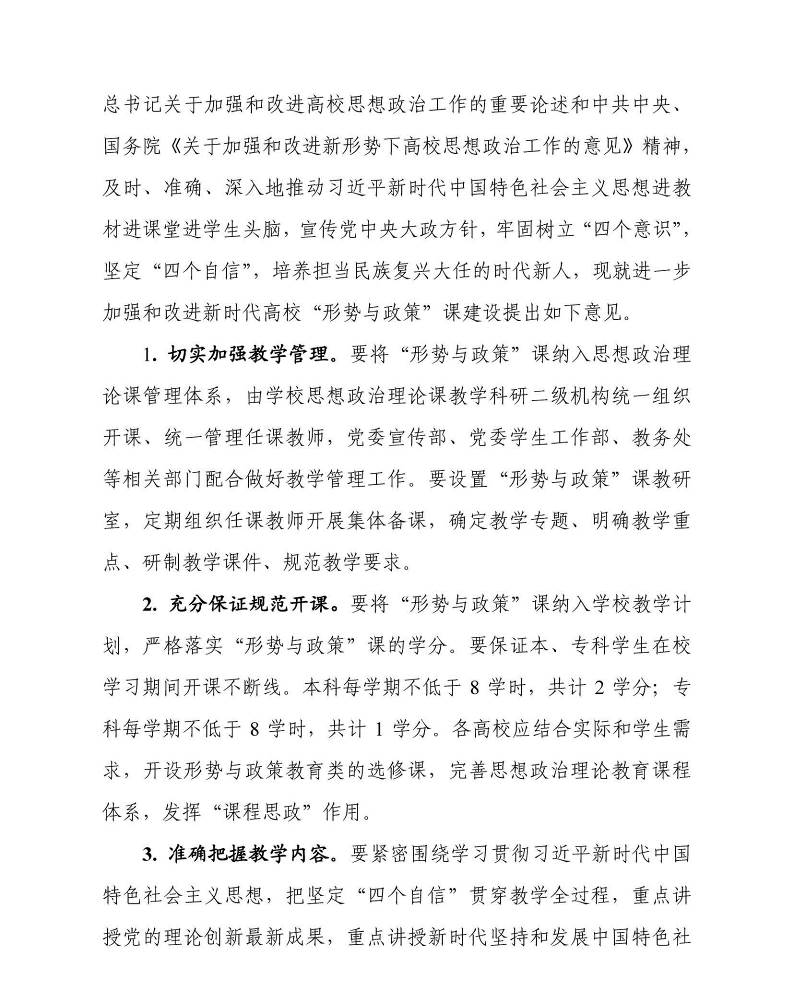 总书记关于加强和改进高校思想政治工作的重要论述和中共中央、
国务院《关于加强和改进新形势下高校思想政治工作的意见》精神，
及时、准确、深入地推动习近平新时代中国特色社会主义思想进教
材进课堂进学生头脑，宣传党中央大政方针，牢固树立“四个意识”，
坚定“四个自信”，培养担当民族复兴大任的时代新人，现就进一步
加强和改进新时代高校“形势与政策”课建设提出如下意见。
1. 切实加强教学管理。要将“形势与政策”课纳入思想政治理
论课管理体系，由学校思想政治理论课教学科研二级机构统一组织
开课、统一管理任课教师，党委宣传部、党委学生工作部、教务处
等相关部门配合做好教学管理工作。要设置“形势与政策”课教研
室，定期组织任课教师开展集体备课，确定教学专题、明确教学重
点、研制教学课件、规范教学要求。
2. 充分保证规范开课。要将“形势与政策”课纳入学校教学计
划，严格落实“形势与政策”课的学分。要保证本、专科学生在校
学习期间开课不断线。本科每学期不低于 8 学时，共计 2 学分；专
科每学期不低于 8 学时，共计 1 学分。各高校应结合实际和学生需
求，开设形势与政策教育类的选修课，完善思想政治理论教育课程
体系，发挥“课程思政”作用。
3. 准确把握教学内容。要紧密围绕学习贯彻习近平新时代中国
特色社会主义思想，把坚定“四个自信”贯穿教学全过程，重点讲
授党的理论创新最新成果，重点讲授新时代坚持和发展中国特色社